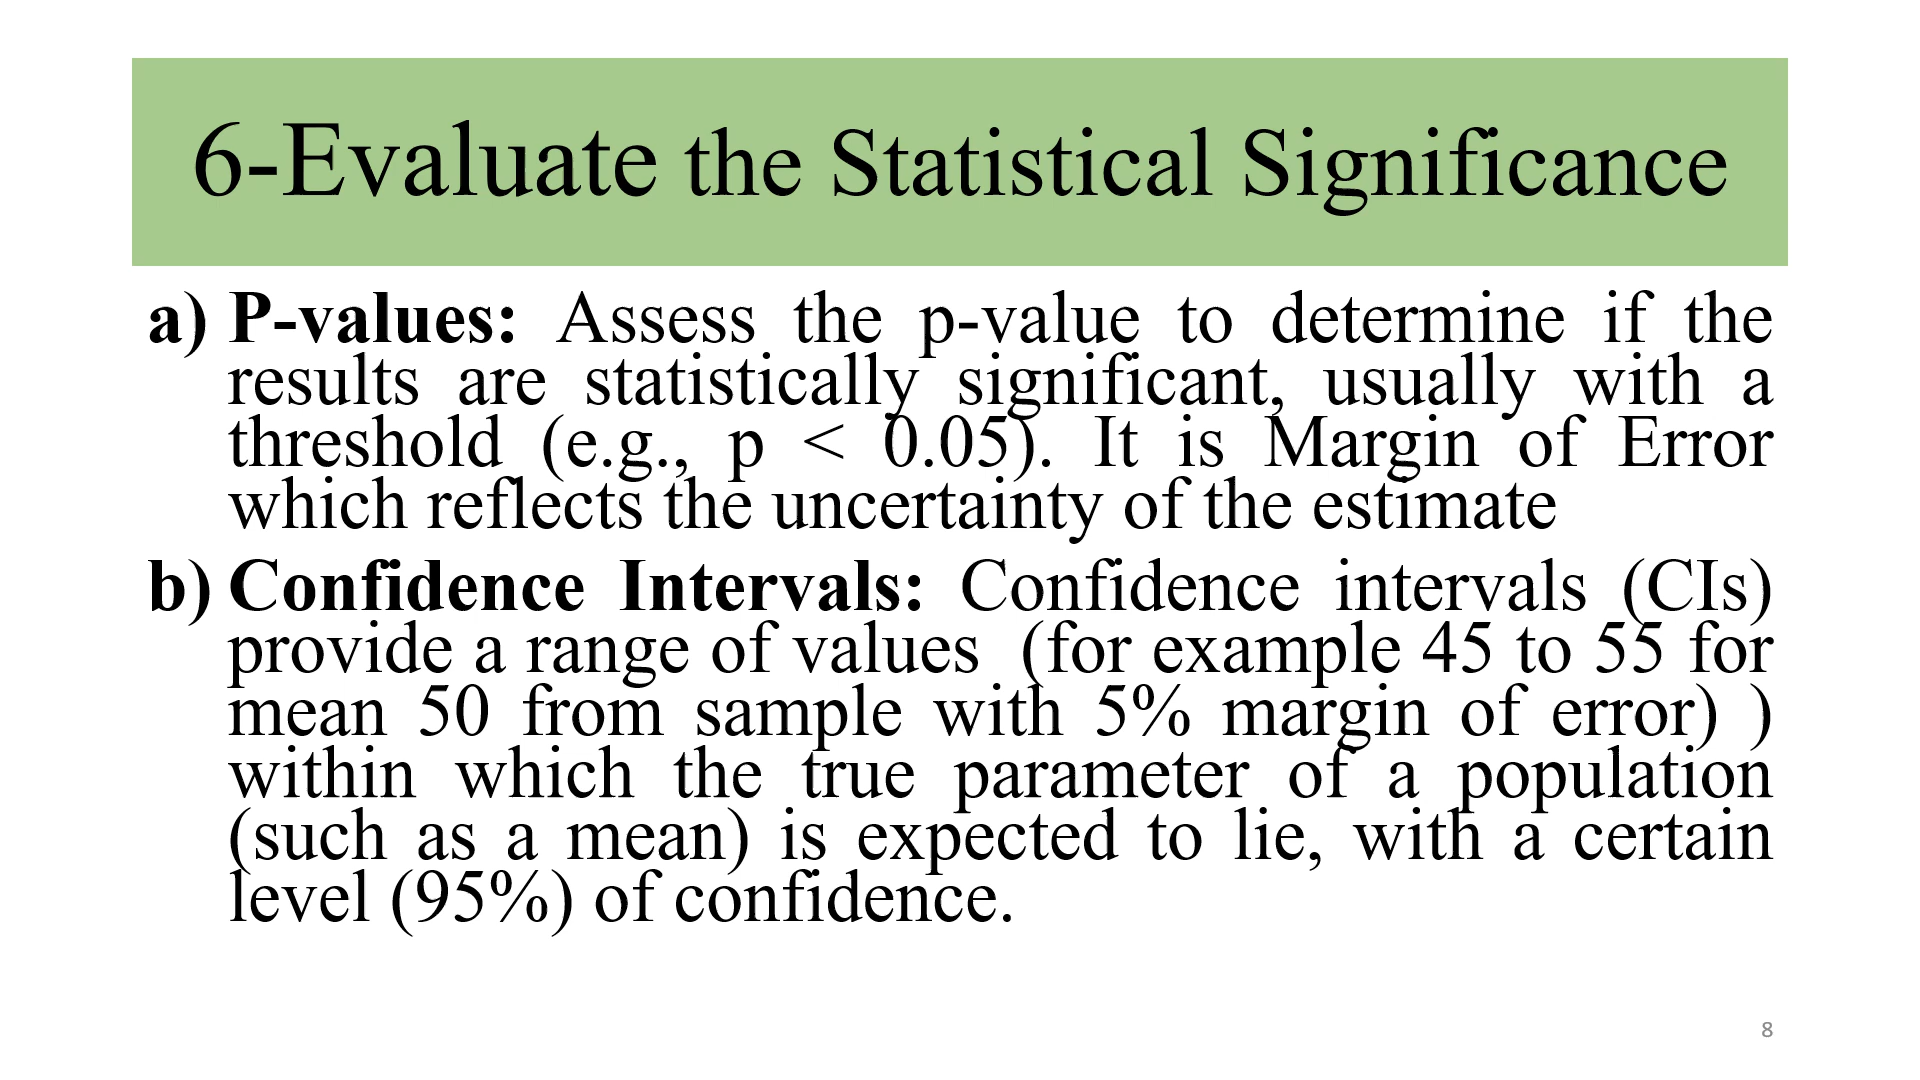 6-Evaluate the Statistical Significance
a) P-values: Assess the p-value to determine if the
results are statistically significant, usually with a
threshold (e.g., p < 0.05). It is Margin of Error
which reflects the uncertainty of the estimate
b) Confidence Intervals: Confidence intervals (CIs)
provide a range of values (for example 45 to 55 for
mean 50 from sample with 5% margin of error) )
within which the true parameter of a population
(such as a mean) is expected to lie, with a certain
level (95%) of confidence.
8